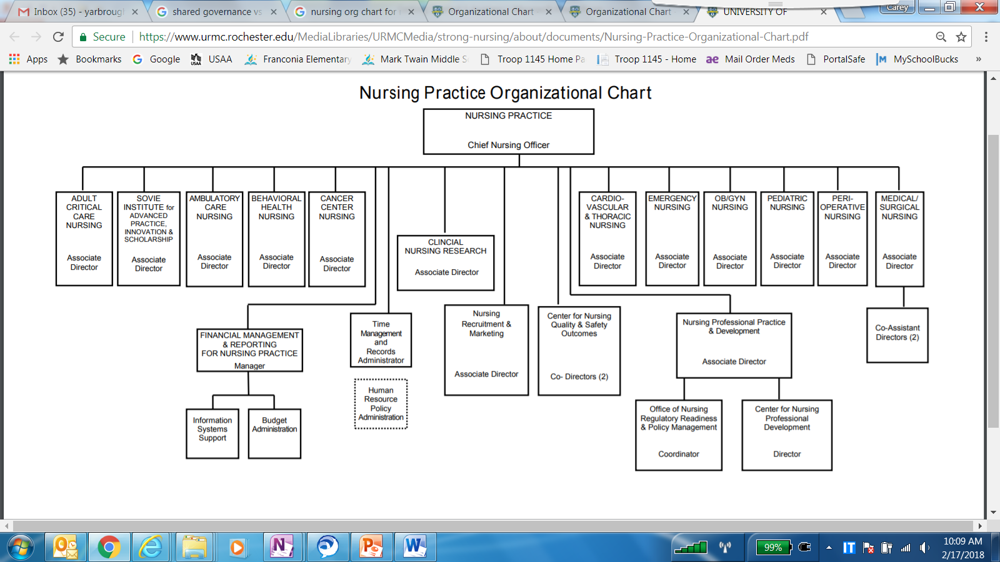 Inbox (35) - yarbroug
shared governance vs
nursing org chart for
Organizational Chart
Organizational Chart
UNIVERSITY OF
Carey
Secure
https://www.urmc.rochester.edu/MediaLibraries/URMCMedia/strong-nursing/about/documents/Nursing-Practice-Organizational-Chart.pdf
Apps
Bookmarks
Google
USAA
Franconia Elementary
Mark Twain Middle S
Troop 1145 Home Pa
Troop 1145 - Home
ae
Mail Order Meds
PortalSafe
MySchoolBucks
»
Nursing Practice Organizational Chart
NURSING PRACTICE
Chief Nursing Officer
ADULT
CRITICAL
CARE
NURSING
Associate
Director
SOVIE
INSTITUTE for
ADVANCED
PRACTICE,
INNOVATION &
SCHOLARSHIP
Associate
Director
AMBULATORY
CARE
NURSING
Associate
Director
BEHAVIORAL
HEALTH
NURSING
Associate
Director
CANCER
CENTER
NURSING
Associate
Director
CLINCIAL
NURSING RESEARCH
Associate Director
CARDIO-
VASCULAR
& THORACIC
NURSING
Associate
Director
EMERGENCY
NURSING
Associate
Director
OB/GYN
NURSING
Associate
Director
PEDIATRIC
NURSING
Associate
Director
PERI-
OPERATIVE
NURSING
Associate
Director
MEDICAL/
SURGICAL
NURSING
Associate
Director
FINANCIAL MANAGEMENT
& REPORTING
FOR NURSING PRACTICE
Manager
Time
Management
and
Records
Administrator
Human
Resource
Policy
Administration
Nursing
Recruitment &
Marketing
Associate Director
Center for Nursing
Quality & Safety
Outcomes
Co- Directors (2)
Nursing Professional Practice
& Development
Associate Director
Co-Assistant
Directors (2)
Information
Systems
Support
Budget
Administration
Office of Nursing
Regulatory Readiness
& Policy Management
Coordinator
Center for Nursing
Professional
Development
Director
99%
IT
10:09 AM
2/17/2018